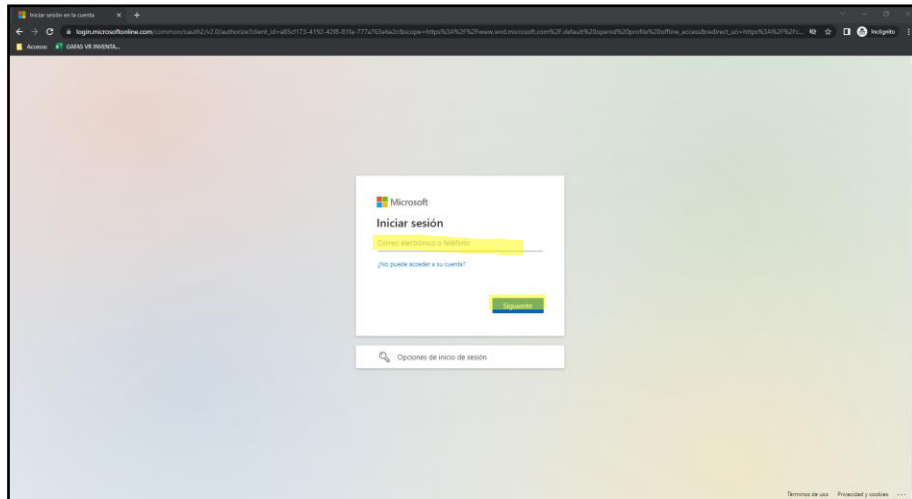 Iniciar sesión en la cuenta
Incógnito
Accesos
GAFAS VR INVENTA...
Microsoft
Iniciar sesión
Correo electrónico o teléfono
¿No puede acceder a su cuenta?
Siguiente
Opciones de inicio de sesión
Términos de uso Privacidad y cookies ...